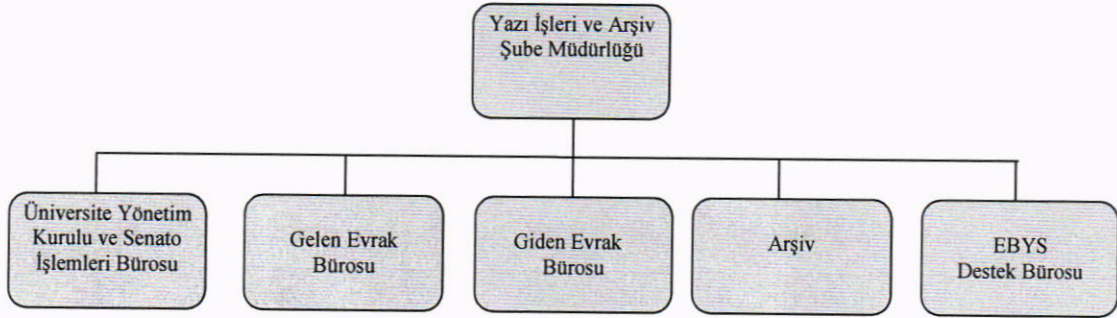 Yazı İşleri ve Arşiv
Şube Müdürlüğü
Üniversite Yönetim
Kurulu ve Senato
İşlemleri Bürosu
Gelen Evrak
Bürosu
Giden Evrak
Bürosu
Arşiv
EBYS
Destek Bürosu